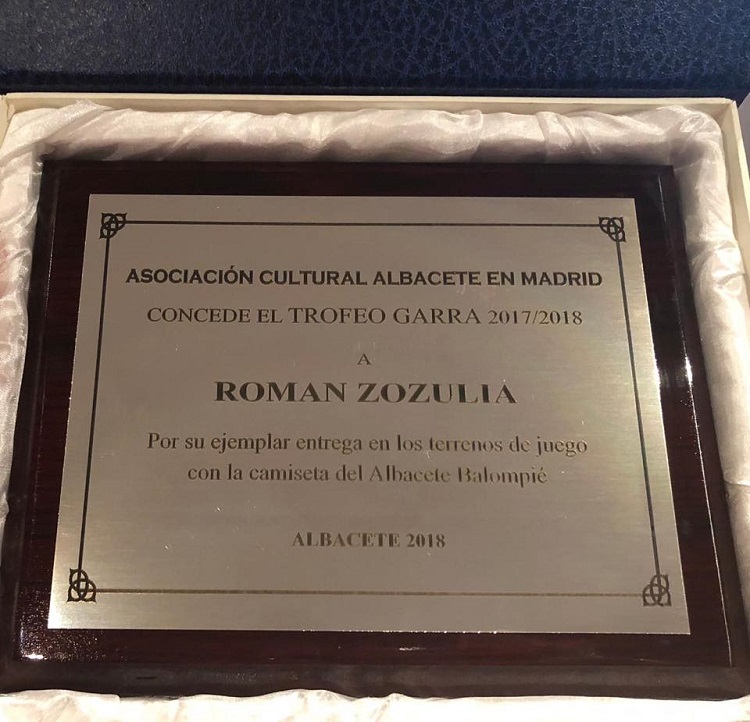 ASOCIACIÓN CULTURAL ALBACETE EN MADRID
CONCEDE EL TROFEO GARRA 2017/2018
A
ROMAN ZOZULIA
Por su ejemplar entrega en los terrenos de juego
con la camiseta del Albacete Balompié
ALBACETE 2018